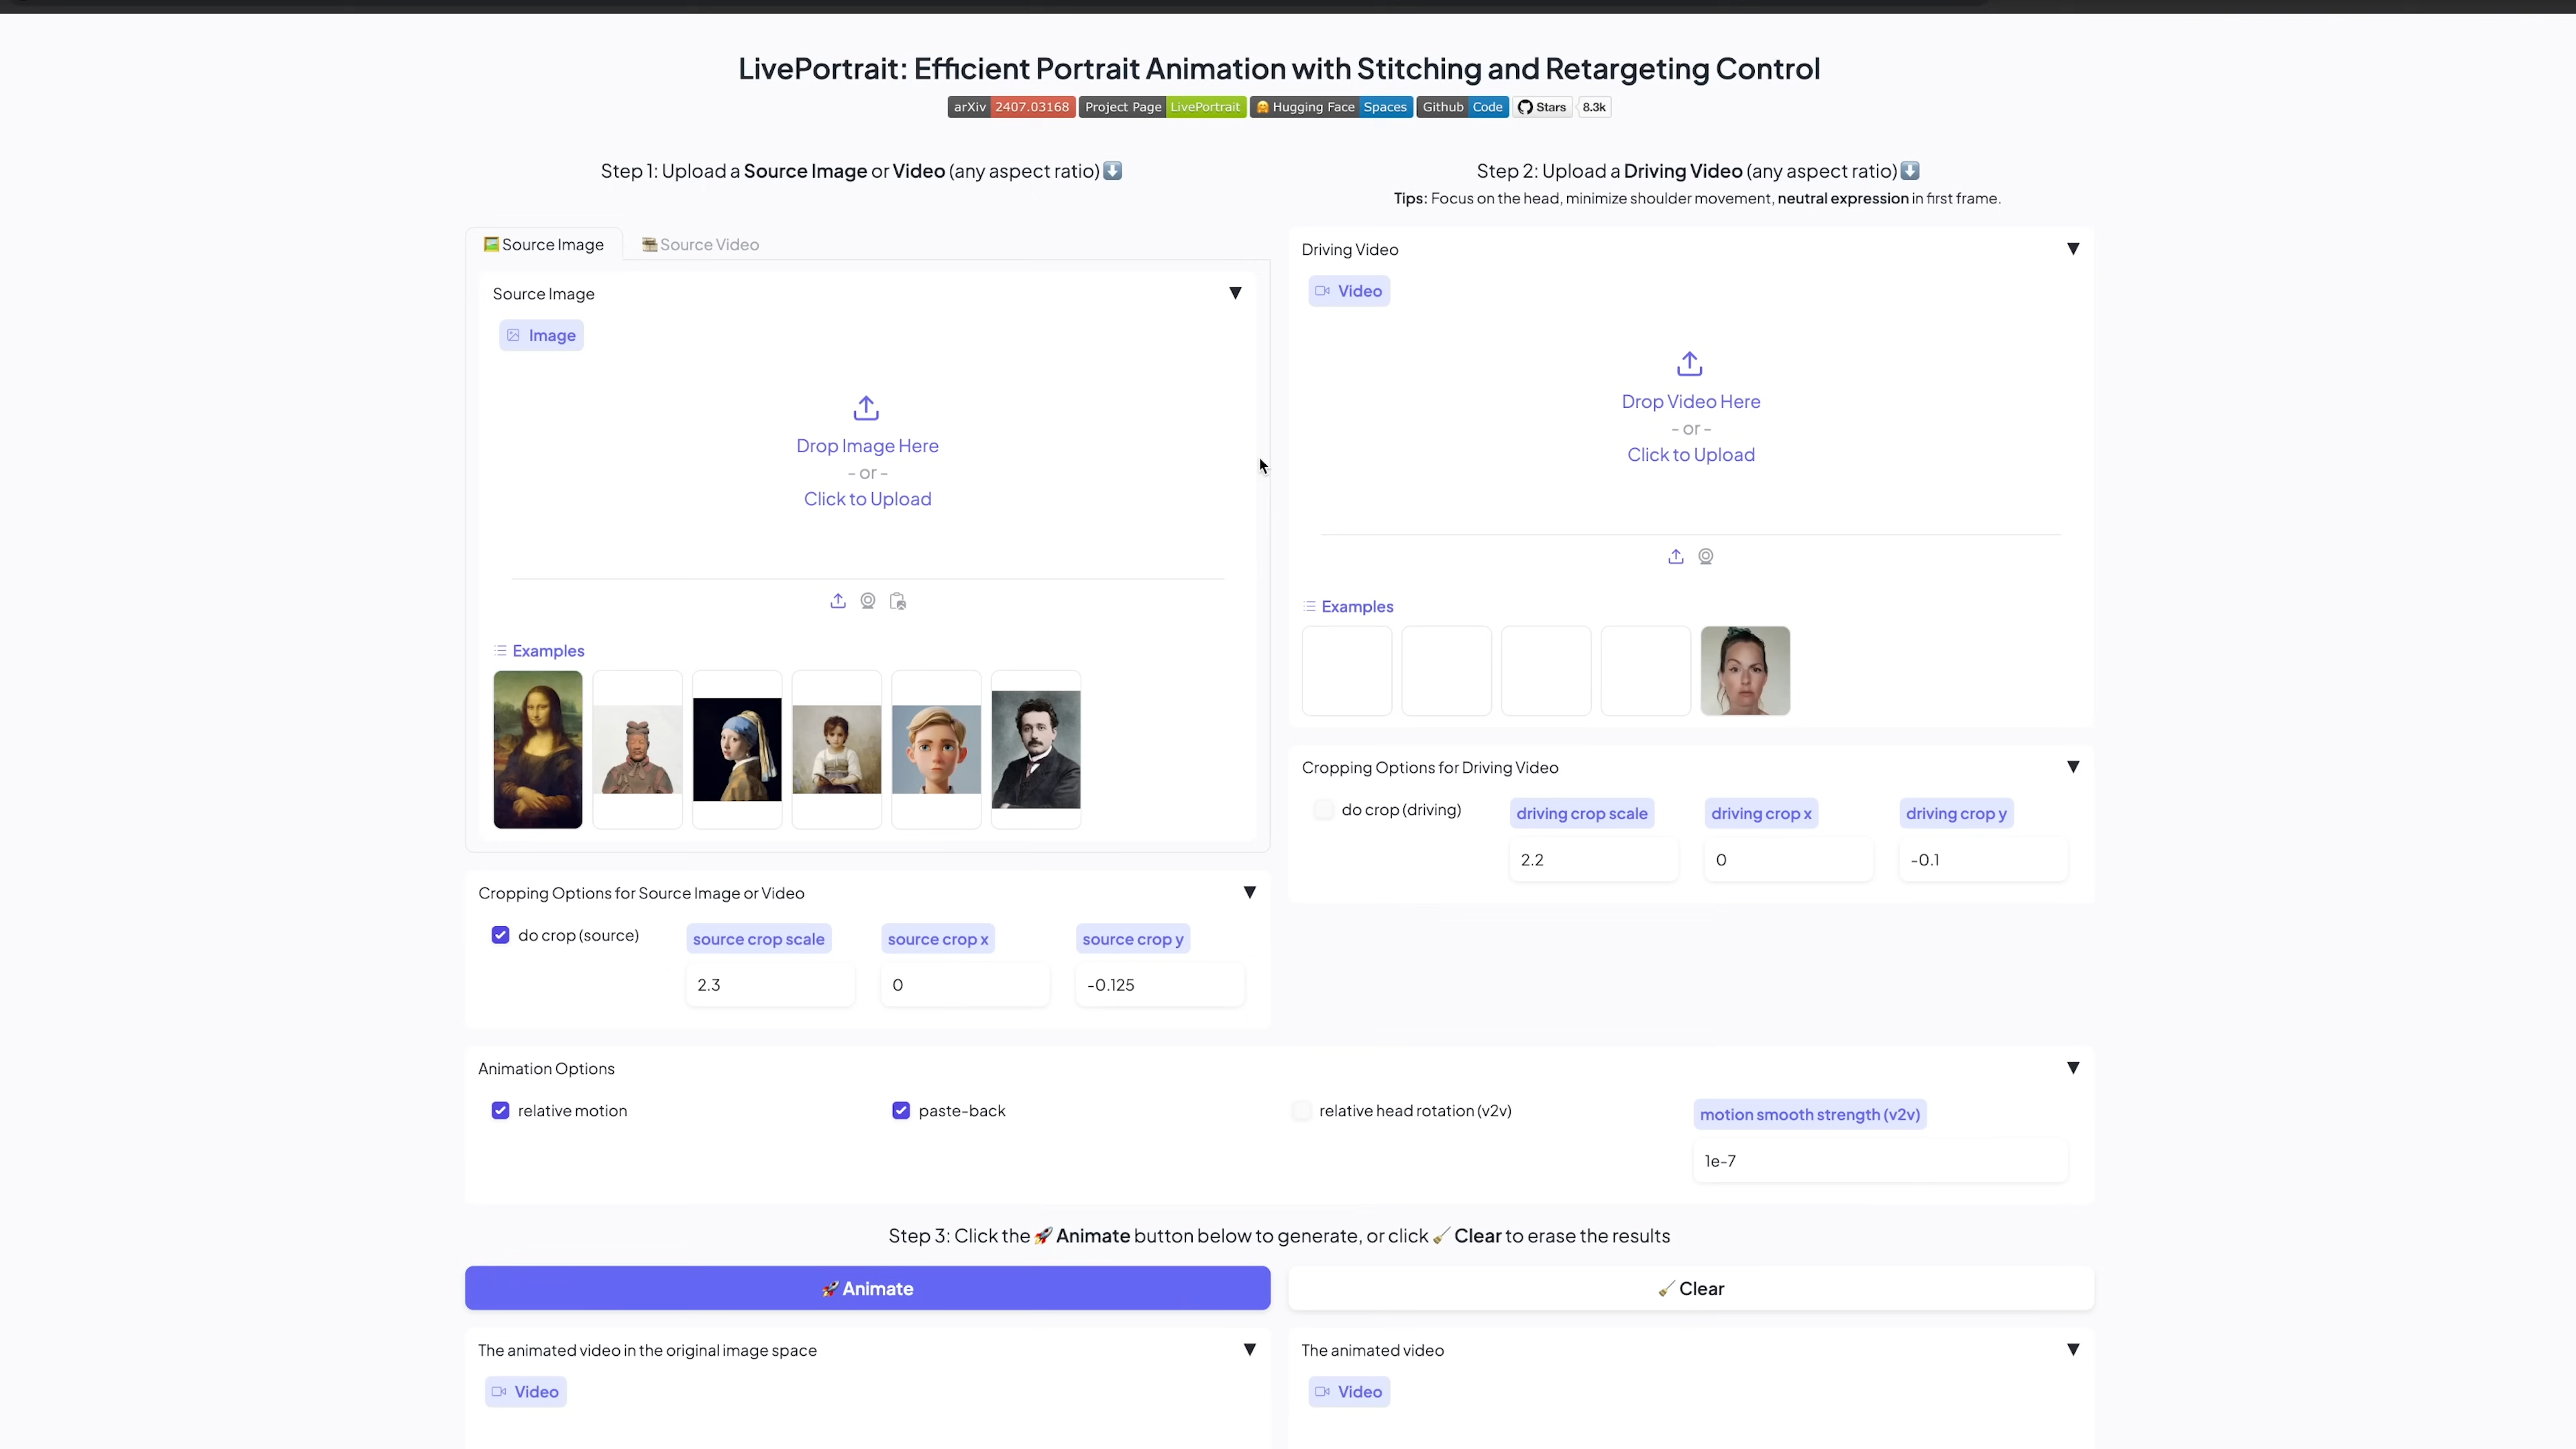 LivePortrait: Efficient Portrait Animation with Stitching and Retargeting Control
arXiv 2407.03168 Project Page LivePortrait Hugging Face Spaces Github Code Stars 8.3k
Step 1: Upload a Source Image or Video (any aspect ratio)
Source Image Source Video
Source Image
Image
Drop Image Here
- or -
Click to Upload
Examples
Cropping Options for Source Image or Video
do crop (source)
source crop scale
2.3
source crop x
0
source crop y
-0.125
Step 2: Upload a Driving Video (any aspect ratio)
Tips: Focus on the head, minimize shoulder movement, neutral expression in first frame.
Driving Video
Video
Drop Video Here
- or -
Click to Upload
Examples
Cropping Options for Driving Video
do crop (driving)
driving crop scale
2.2
driving crop x
0
driving crop y
-0.1
Animation Options
relative motion
paste-back
relative head rotation (v2v)
motion smooth strength (v2v)
1e-7
Step 3: Click the 🚀 Animate button below to generate, or click 🧹 Clear to erase the results
Animate
Clear
The animated video in the original image space
Video
The animated video
Video